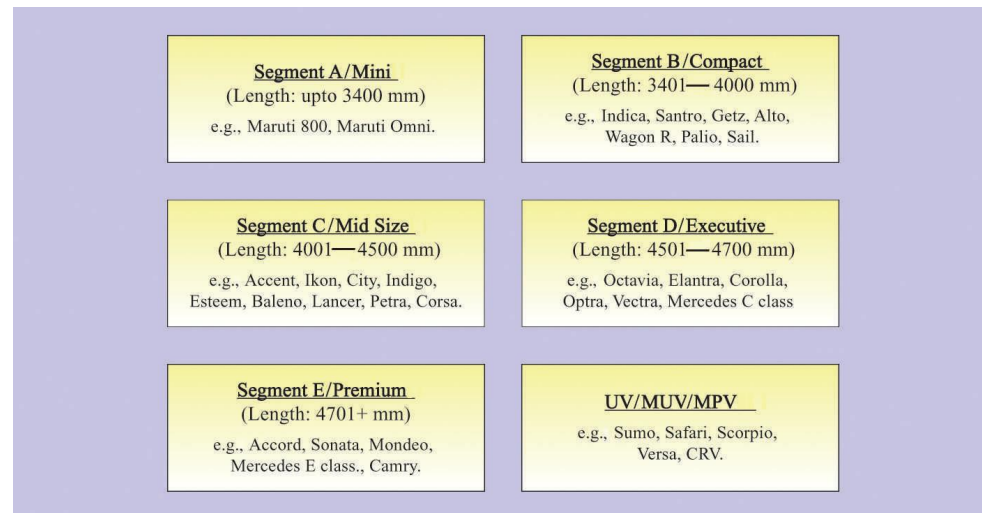 Segment A/Mini
(Length: upto 3400 mm)
e.g., Maruti 800, Maruti Omni.
Segment B/Compact
(Length: 3401— 4000 mm)
e.g., Indica, Santro, Getz, Alto,
Wagon R, Palio, Sail.
Segment C/Mid Size
(Length: 4001—4500 mm)
e.g., Accent, Ikon, City, Indigo,
Esteem, Baleno, Lancer, Petra, Corsa.
Segment D/Executive
(Length: 4501—4700 mm)
e.g., Octavia, Elantra, Corolla,
Optra, Vectra, Mercedes C class
Segment E/Premium
(Length: 4701+ mm)
e.g., Accord, Sonata, Mondeo,
Mercedes E class., Camry.
UV/MUV/MPV
e.g., Sumo, Safari, Scorpio,
Versa, CRV.